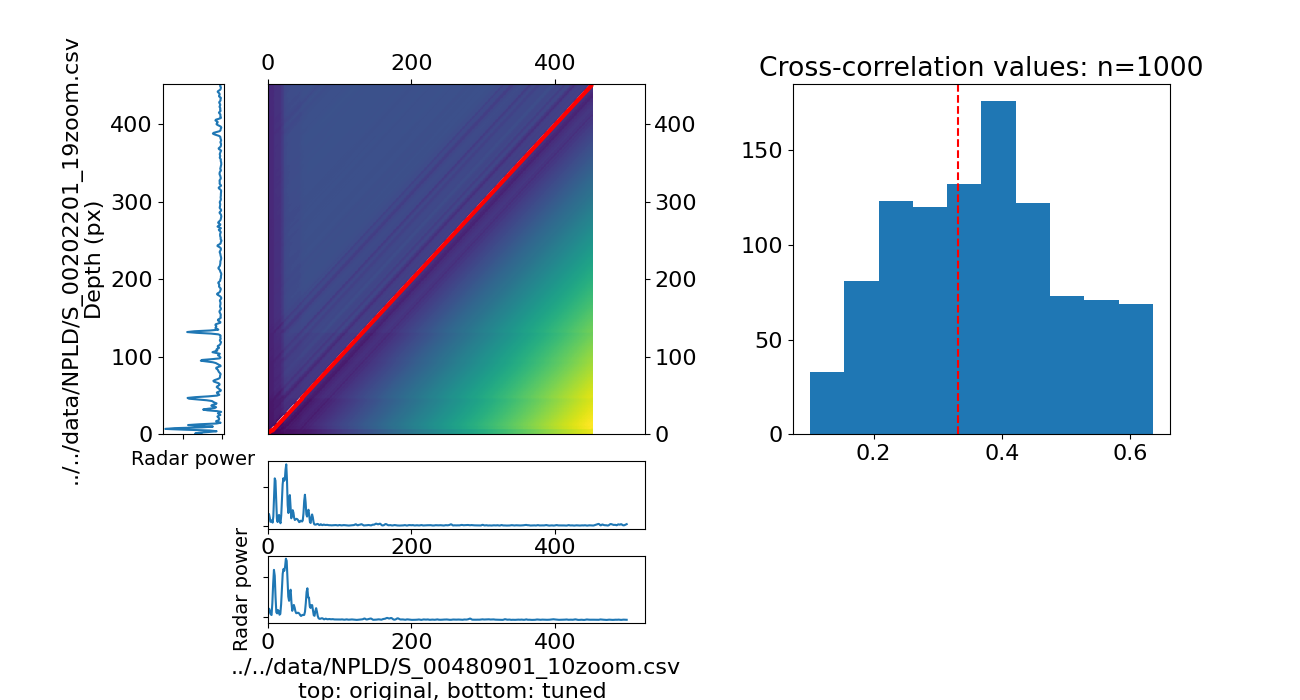 0 200 400
Cross-correlation values: n=1000
../../data/NPLD/S_00202201_19zoom.csv
Depth (px)
400
300
200
100
0
400
300
200
100
0
150
100
50
0
0.2 0.4 0.6
Radar power
0 200 400
Radar power
0 200 400
../../data/NPLD/S_00480901_10zoom.csv
top: original, bottom: tuned